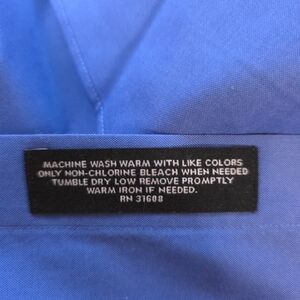 MACHINE WASH WARM WITH LIKE COLORS
ONLY NON-CHLORINE BLEACH WHEN NEEDED
TUMBLE DRY LOW REMOVE PROMPTLY
WARM IRON IF NEEDED.
RN 31608